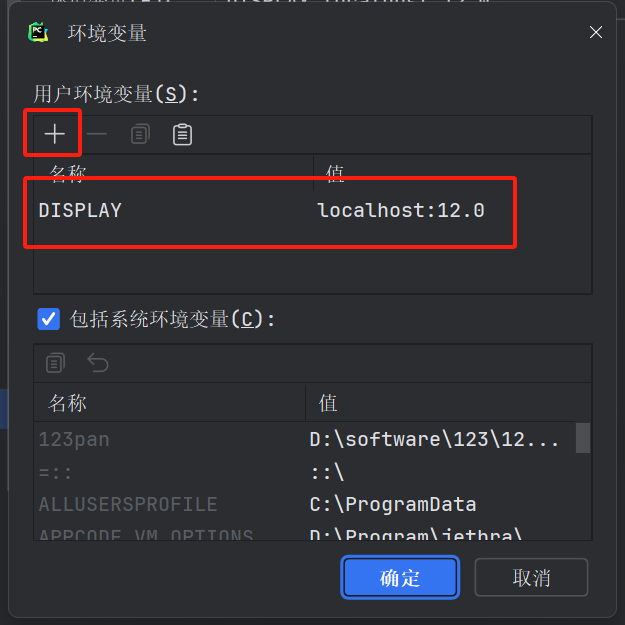 PC
环境变量
用户环境变量(S):
名称 值
DISPLAY localhost:12.0
包括系统环境变量(C):
名称 值
123pan D:\software\123\12...
=:: ::\
ALLUSERSPROFILE C:\ProgramData
APPCODE_VM_OPTIONS D:\Program\jethra\
确定 取消